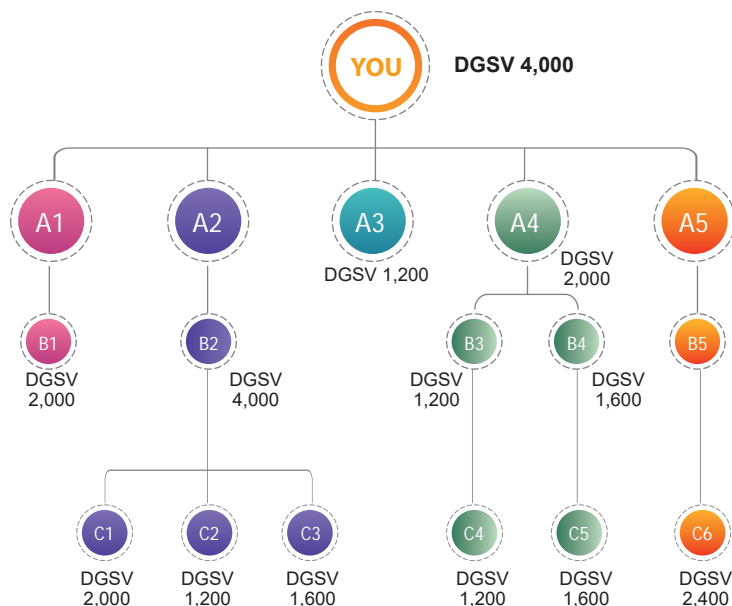 YOU
DGSV 4,000
A1
A2
A3
A4
A5
DGSV 1,200
DGSV
2,000
B1
B2
B3
B4
B5
DGSV
2,000
DGSV
4,000
DGSV
1,200
DGSV
1,600
C1
C2
C3
C4
C5
C6
DGSV
2,000
DGSV
1,200
DGSV
1,600
DGSV
1,200
DGSV
1,600
DGSV
2,400